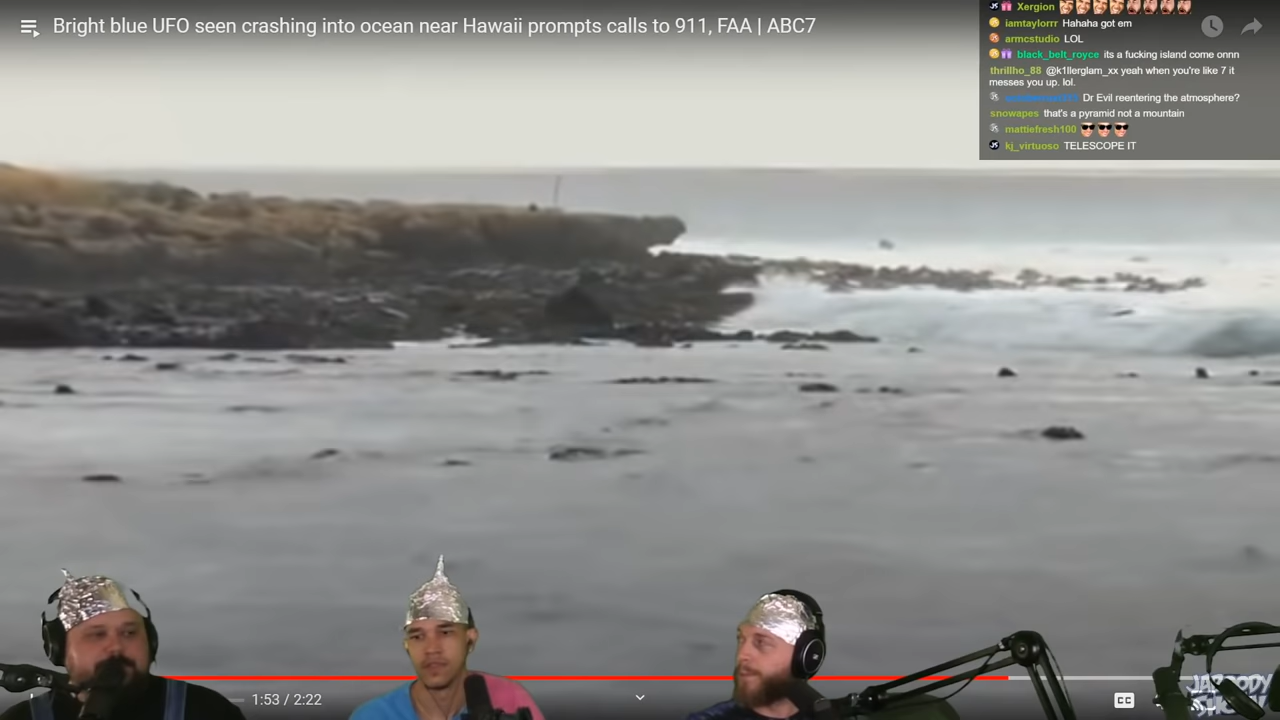 Bright blue UFO seen crashing into ocean near Hawaii prompts calls to 911, FAA | ABC7
Xergion
iamtaylorrr Hahaha got em
armcstudio LOL
black_belt_royce its a fucking island come onnn
thrillho_88 @k1llerglam_xx yeah when you're like 7 it
messes you up. lol.
Dr Evil reentering the atmosphere?
snowapes that's a pyramid not a mountain
mattiefresh100
kj_virtuoso TELESCOPE IT
1:53 / 2:22
CC
JABOODY
SHOW